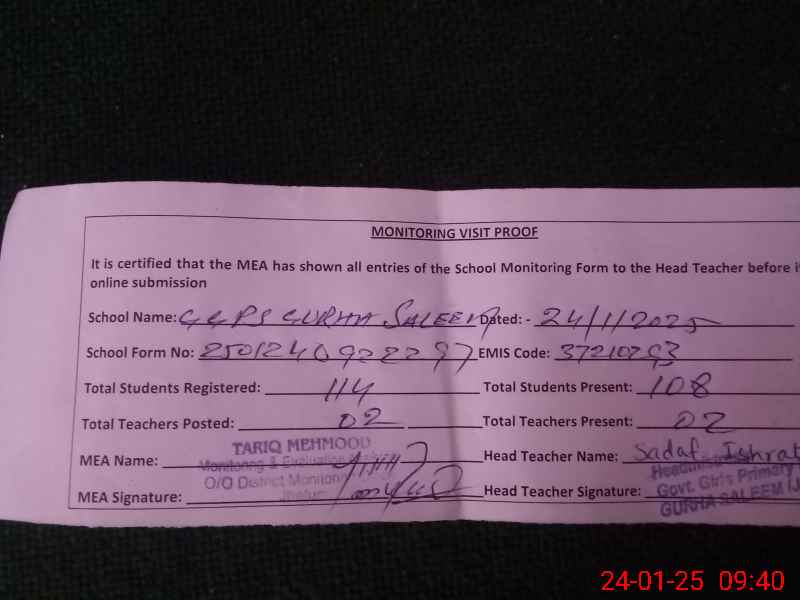 MONITORING VISIT PROOF
It is certified that the MEA has shown all entries of the School Monitoring Form to the Head Teacher before i
online submission
School Name: GGPS GURHA SALEEM Dated: - 24/1/2025
School Form No: EMIS Code: 37210293
Total Students Registered: 114 Total Students Present: 108
Total Teachers Posted: 02 Total Teachers Present: 02
TARIQ MEHMOOD
MEA Name: Monitoring & Evaluation Head Teacher Name: Sadaf Ishrat
O/O District Monitoring
Jhelum
MEA Signature: Head Teacher Signature:
Govt. Girls Primary
GURHA SALEEM (J
24-01-25 09:40